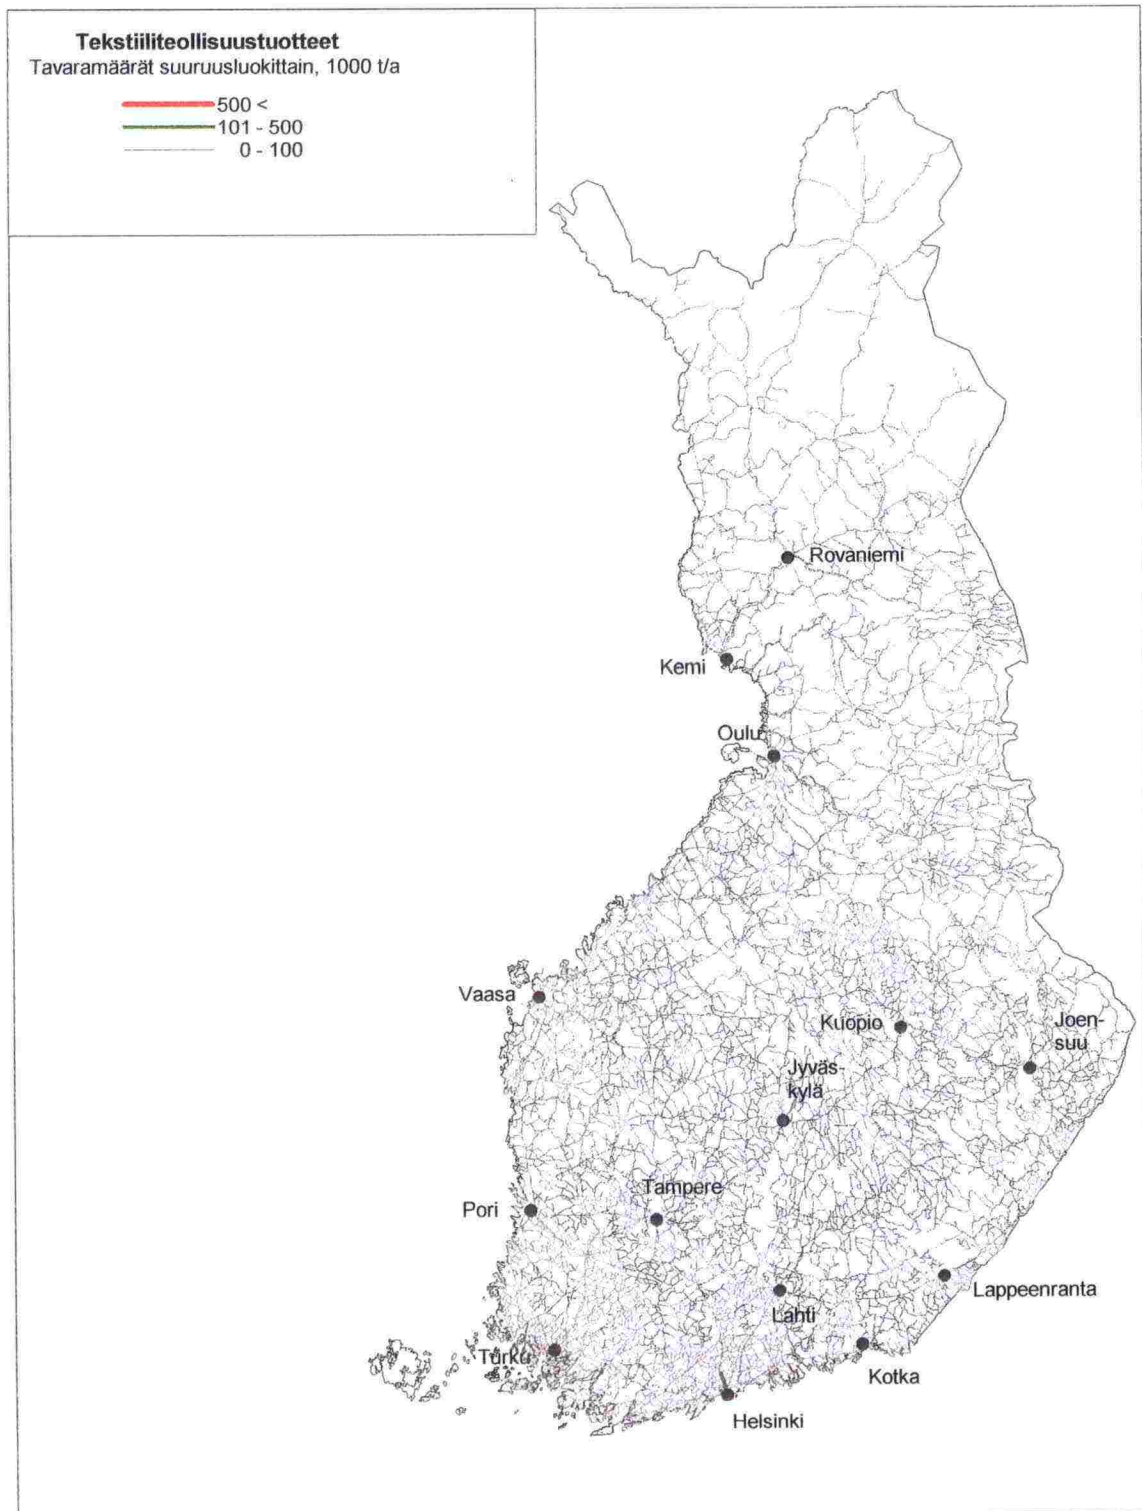 Tekstiiliteollisuustuotteet
Tavaramäärät suuruusluokittain, 1000 t/a
500 <
101 - 500
0 - 100
Rovaniemi
Kemi
Oulu
Vaasa
Kuopio
Joen-
suu
Jyväs-
kylä
Tampere
Pori
Lappeenranta
Lahti
Turku
Kotka
Helsinki